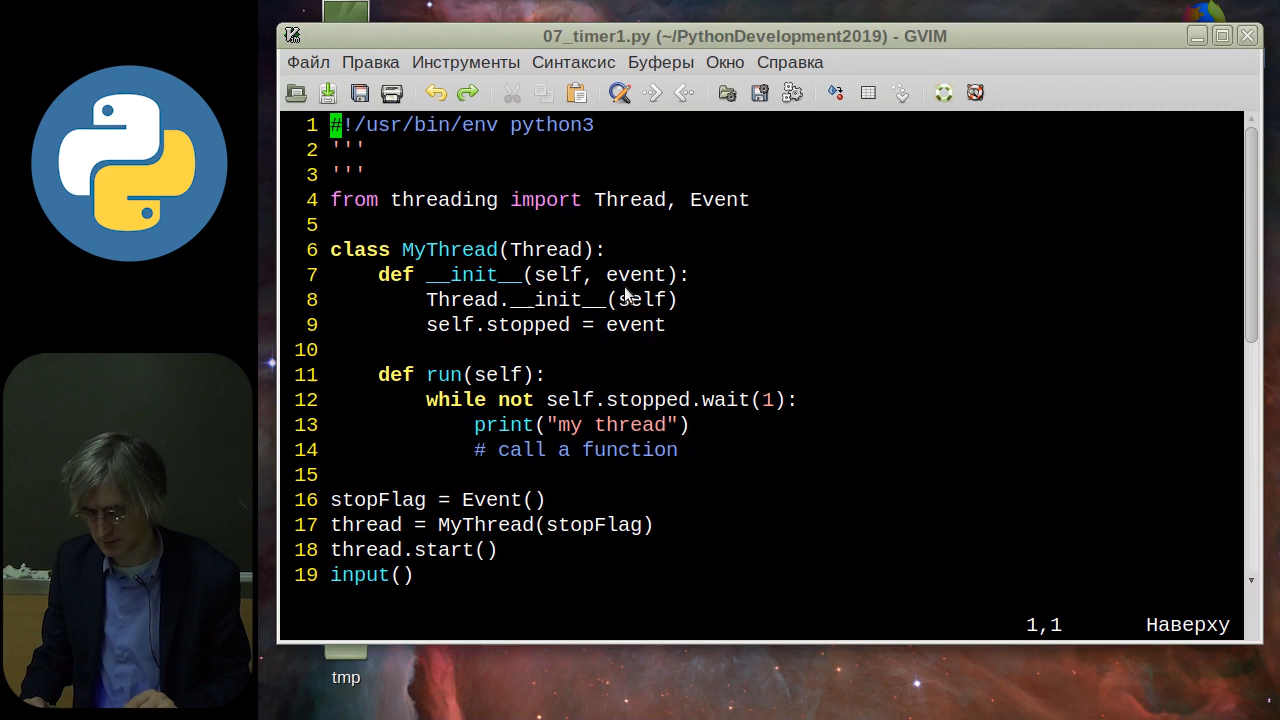 07_timer1.py (~/PythonDevelopment2019) - GVIM
Файл Правка Инструменты Синтаксис Буферы Окно Справка
1 #!/usr/bin/env python3
2 '''
3 '''
4 from threading import Thread, Event
5
6 class MyThread(Thread):
7     def __init__(self, event):
8         Thread.__init__(self)
9         self.stopped = event
10
11     def run(self):
12         while not self.stopped.wait(1):
13             print("my thread")
14             # call a function
15
16 stopFlag = Event()
17 thread = MyThread(stopFlag)
18 thread.start()
19 input()
1,1 Наверху
tmp